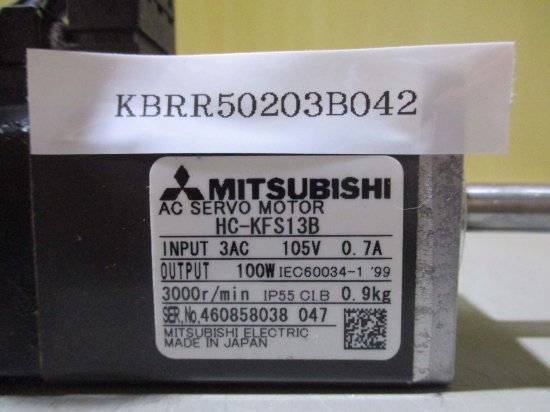 KBRR50203B042
MITSUBISHI
AC SERVO MOTOR
HC-KFS13B
INPUT 3AC 105V 0.7A
OUTPUT 100W IEC60034-1 '99
3000r/min IP55 CI.B 0.9kg
SER.No.460858038 047
MITSUBISHI ELECTRIC
MADE IN JAPAN